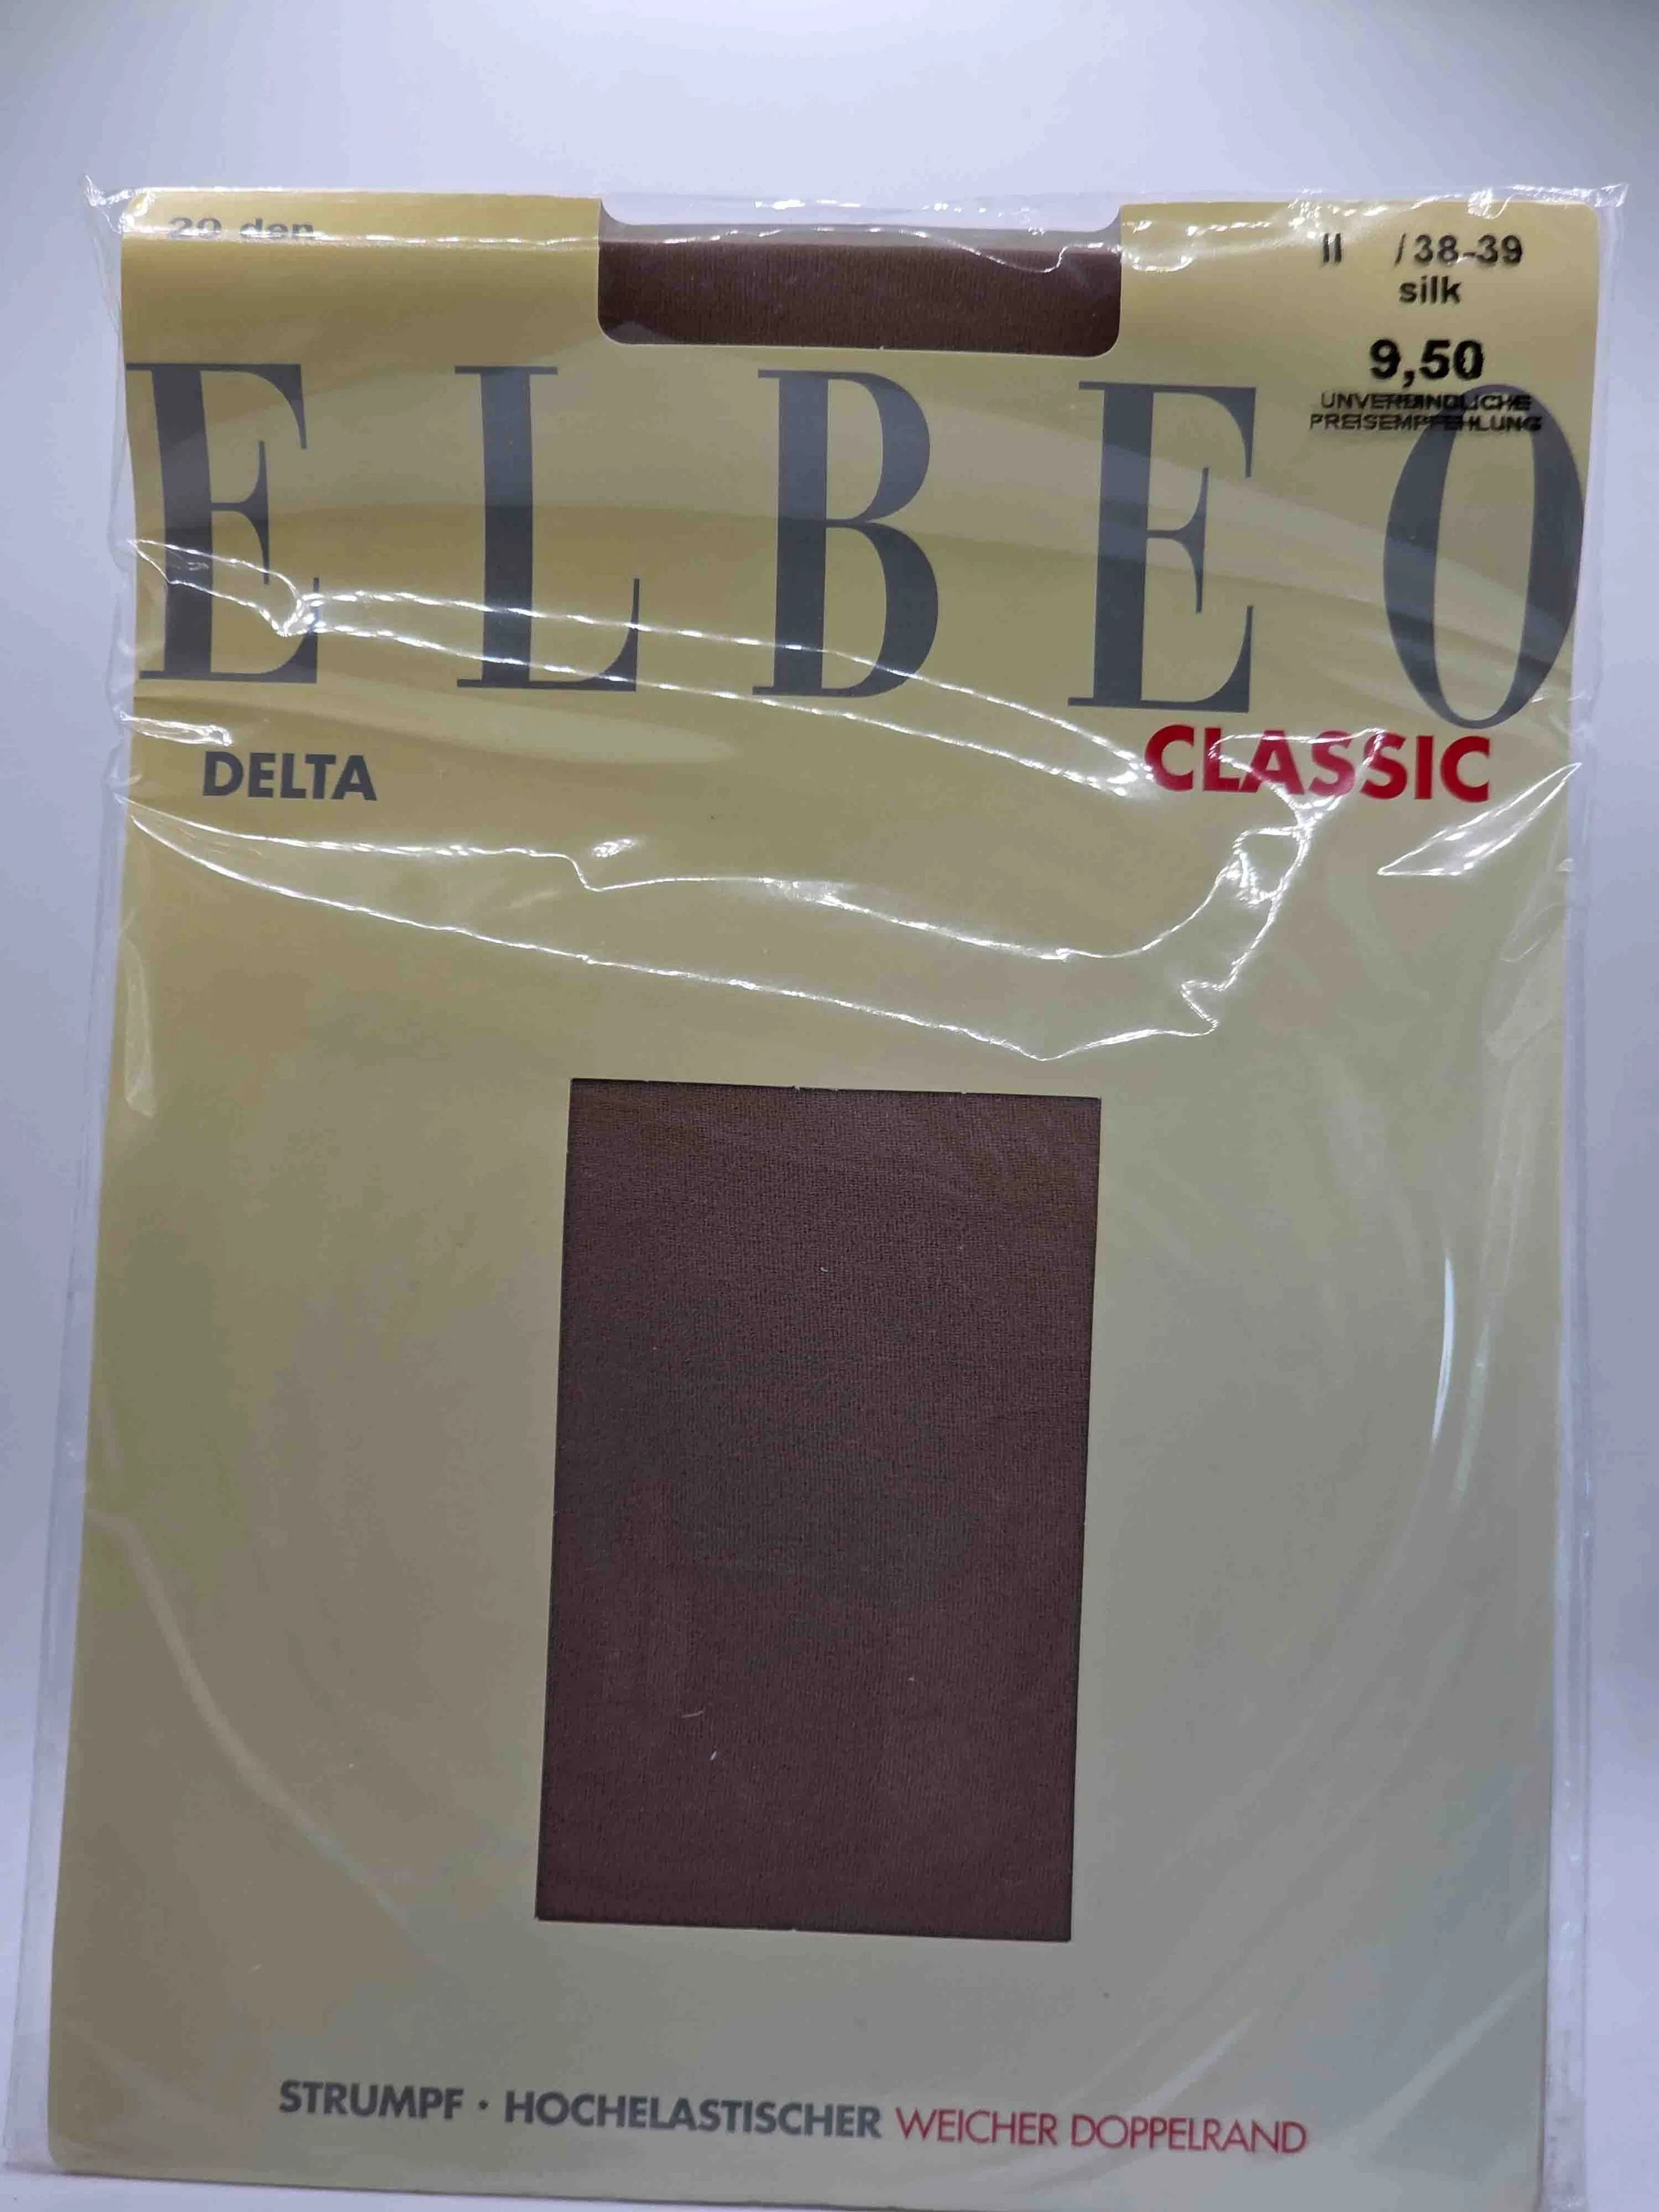 20 den
II / 38-39
silk
9,50
UNVERBINDLICHE
PREISEMPFEHLUNG
ELBEO
DELTA
CLASSIC
STRUMPF · HOCHELASTISCHER WEICHER DOPPELRAND